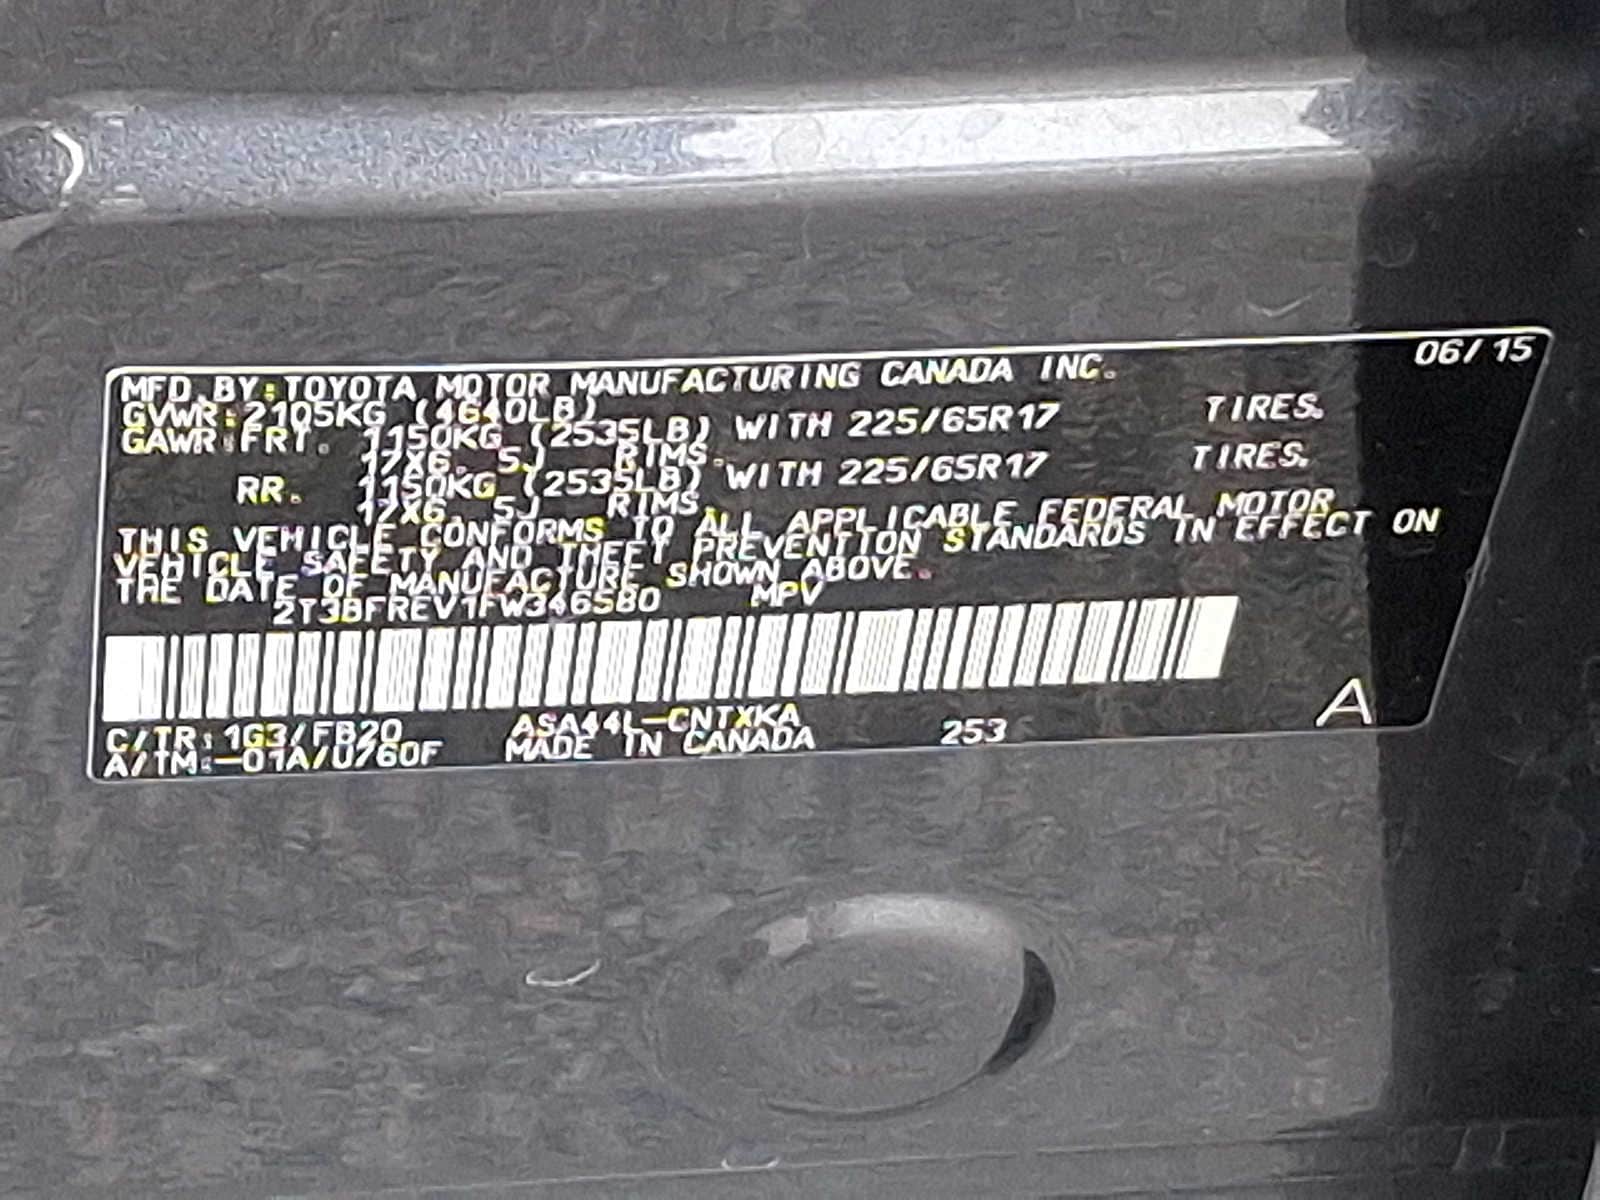 06/15
MFD.BY:TOYOTA MOTOR MANUFACTURING CANADA INC.
GVWR:2105KG (4640LB)
GAWR:FRT. 1150KG (2535LB) WITH 225/65R17 TIRES.
17X6.5J RIMS.
RR. 1150KG (2535LB) WITH 225/65R17 TIRES.
17X6.5J RIMS.
THIS VEHICLE CONFORMS TO ALL APPLICABLE FEDERAL MOTOR
VEHICLE SAFETY AND THEFT PREVENTION STANDARDS IN EFFECT ON
THE DATE OF MANUFACTURE SHOWN ABOVE.
2T3BFREV1FW346580 MPV
C/TR:1G3/FB20 ASA44L-CNTXKA 253 A
A/TM:-01A/U760F MADE IN CANADA